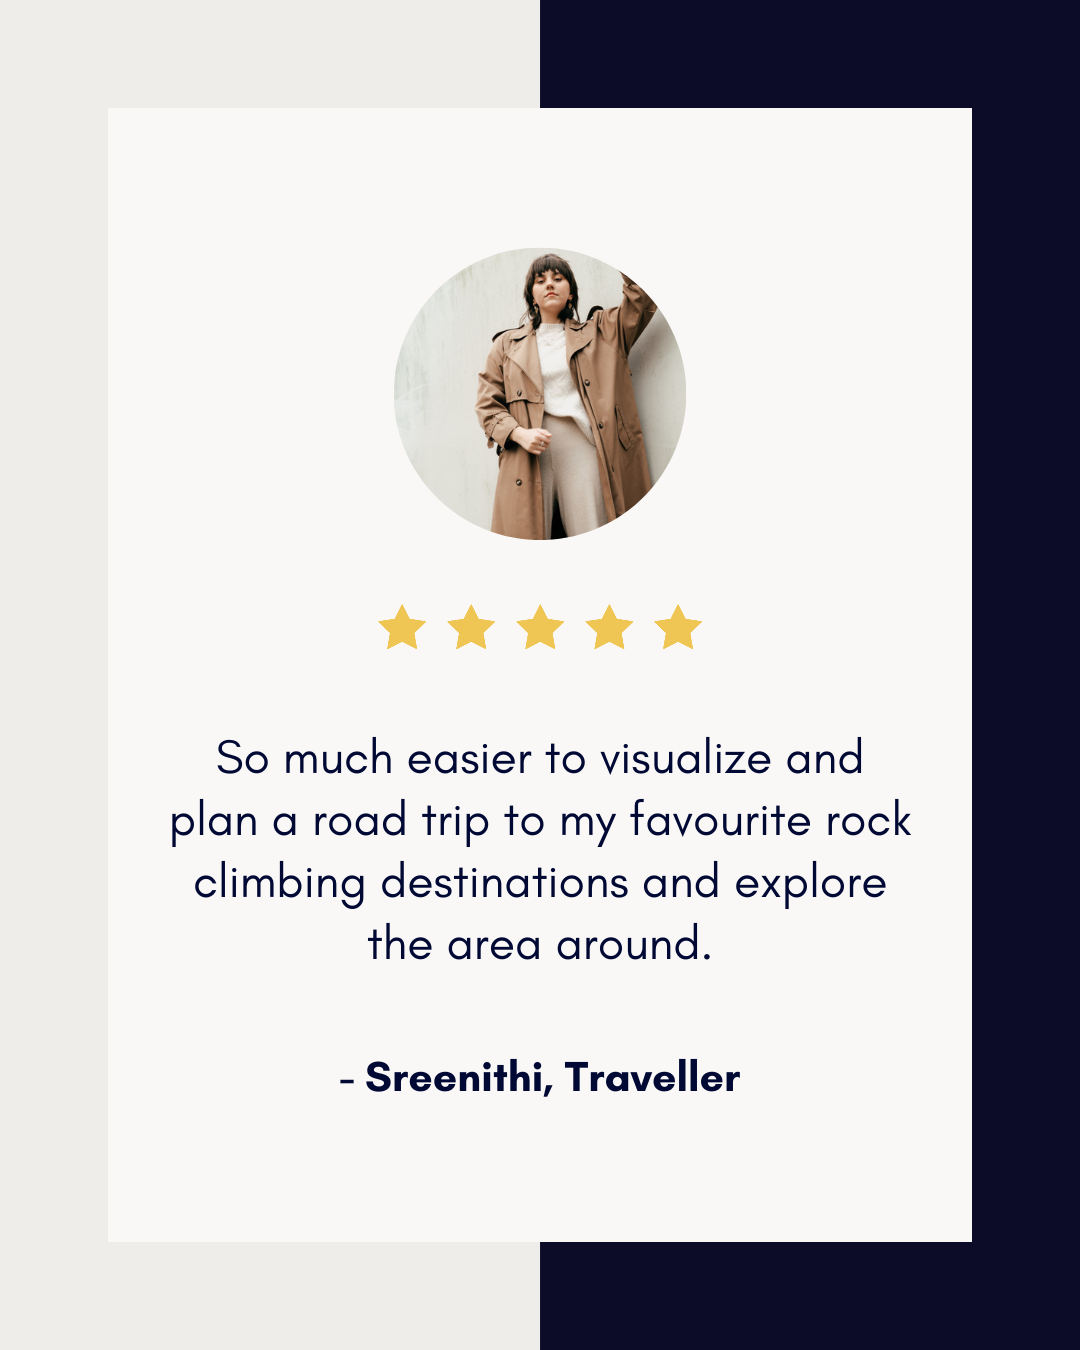 So much easier to visualize and
plan a road trip to my favourite rock
climbing destinations and explore
the area around.
- Sreenithi, Traveller